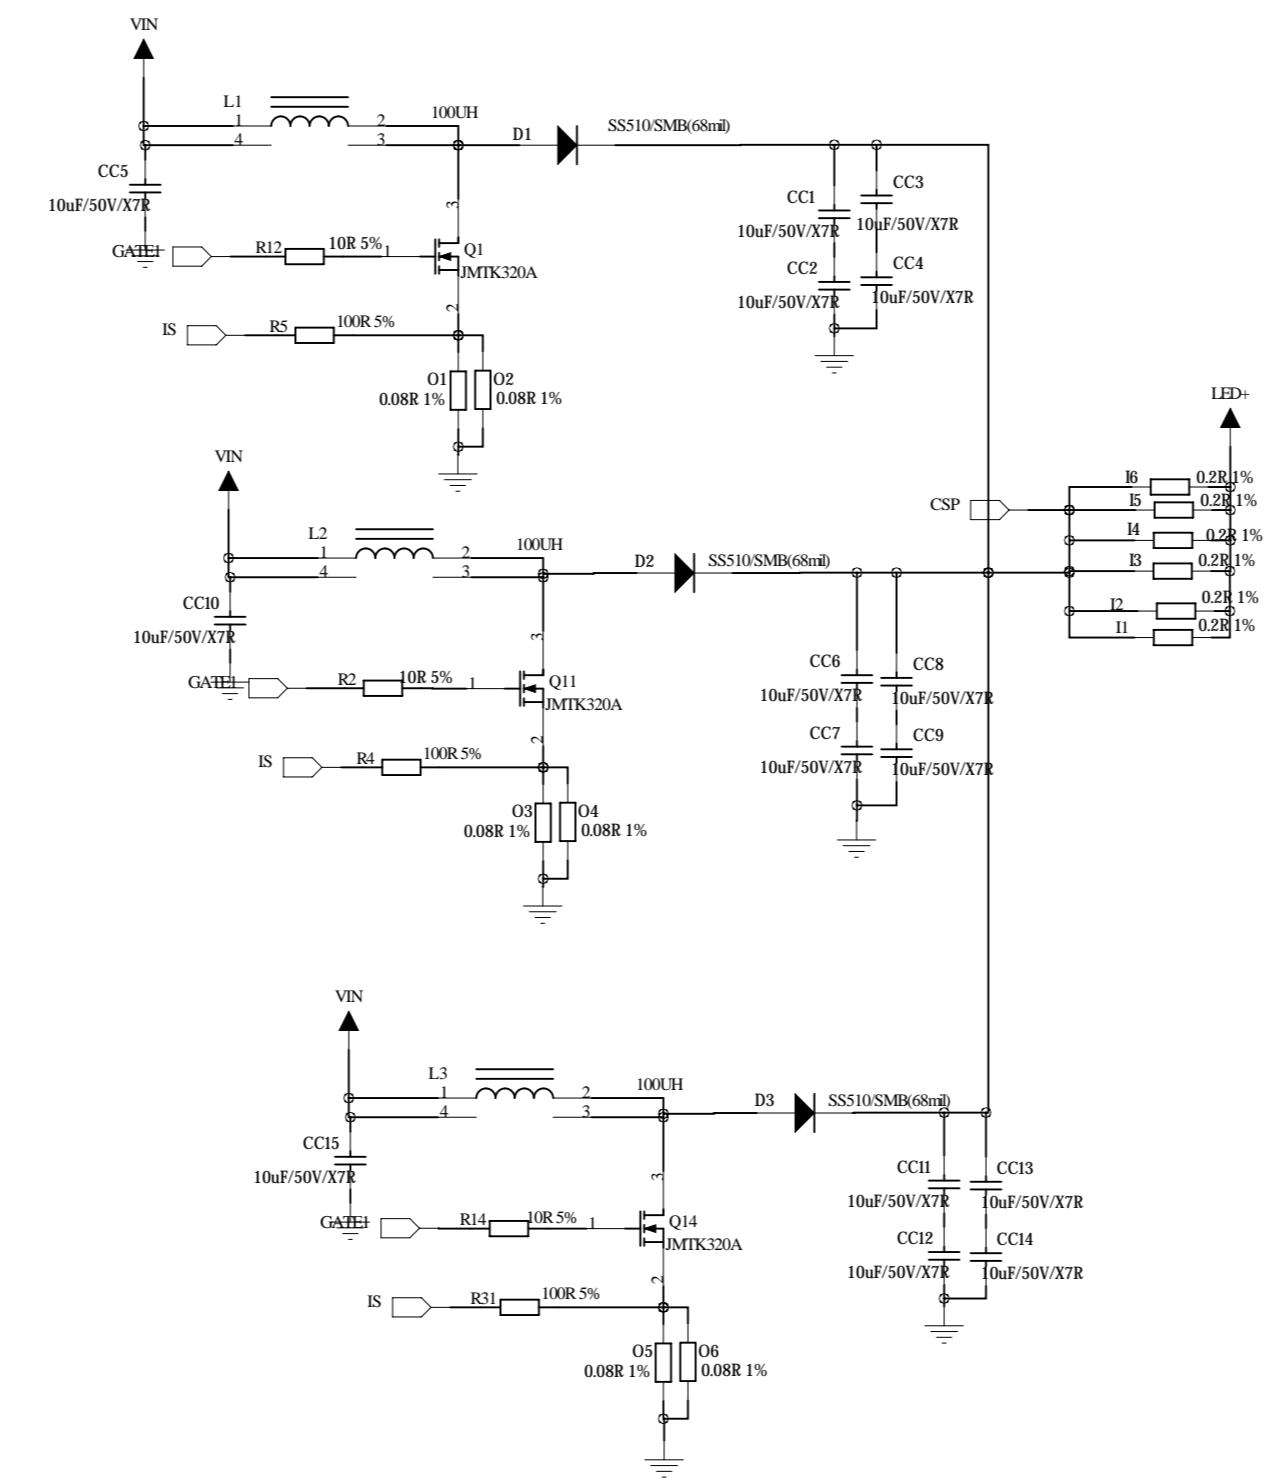 VIN
L1
1
2
100UH
4
3
D1
SS510/SMB(68mil)
CC5
10uF/50V/X7R
CC3
CC1
10uF/50V/X7R
10uF/50V/X7R
3
GATE1
R12
10R 5%
1
Q1
JMTK320A
CC2
CC4
10uF/50V/X7R
10uF/50V/X7R
2
IS
R5
100R 5%
O1
O2
0.08R 1%
0.08R 1%
LED+
VIN
I6
0.2R 1%
CSP
I5
0.2R 1%
L2
1
2
100UH
I4
0.2R 1%
4
3
D2
SS510/SMB(68mil)
I3
0.2R 1%
CC10
10uF/50V/X7R
I2
0.2R 1%
I1
0.2R 1%
3
CC6
CC8
10uF/50V/X7R
10uF/50V/X7R
GATE1
R2
10R 5%
1
Q11
JMTK320A
2
CC7
CC9
10uF/50V/X7R
10uF/50V/X7R
IS
R4
100R 5%
O3
O4
0.08R 1%
0.08R 1%
VIN
L3
1
2
100UH
4
3
D3
SS510/SMB(68mil)
CC15
10uF/50V/X7R
3
CC11
CC13
10uF/50V/X7R
10uF/50V/X7R
GATE1
R14
10R 5%
1
Q14
JMTK320A
CC12
CC14
10uF/50V/X7R
10uF/50V/X7R
2
IS
R31
100R 5%
O5
O6
0.08R 1%
0.08R 1%